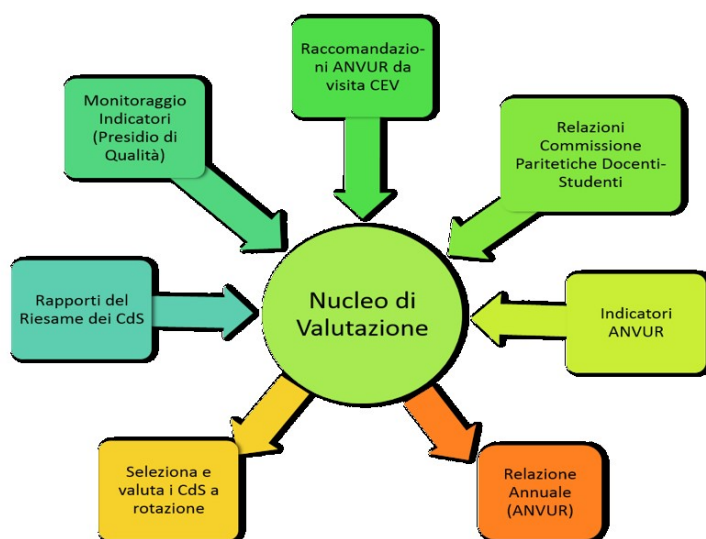 Raccomandazio-
ni ANVUR da
visita CEV
Monitoraggio
Indicatori
(Presidio di
Qualità)
Relazioni
Commissione
Paritetiche Docenti-
Studenti
Rapporti del
Riesame dei CdS
Nucleo di
Valutazione
Indicatori
ANVUR
Seleziona e
valuta i CdS a
rotazione
Relazione
Annuale
(ANVUR)